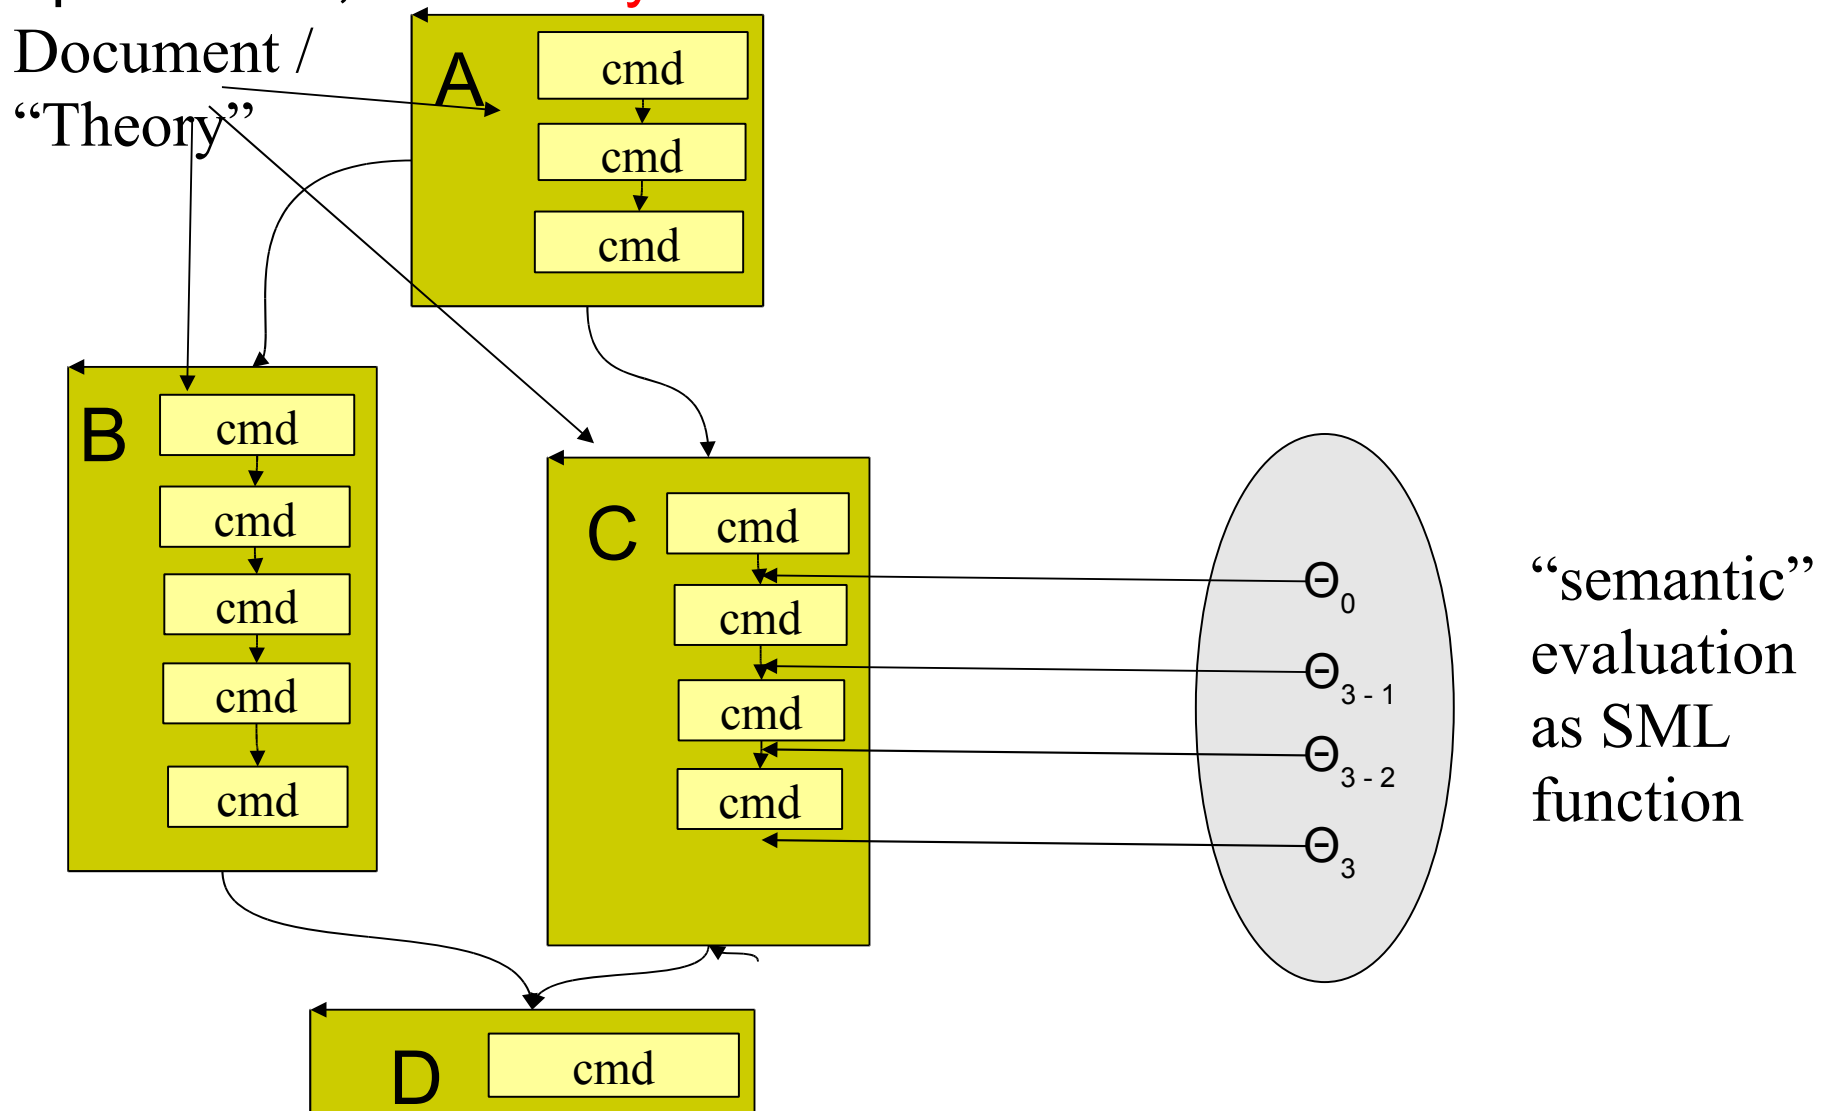 Document /
“Theory”
A
cmd
cmd
cmd
B
cmd
cmd
cmd
cmd
cmd
C
cmd
cmd
cmd
cmd
Θ0
Θ3 - 1
Θ3 - 2
Θ3
“semantic”
evaluation
as SML
function
D
cmd